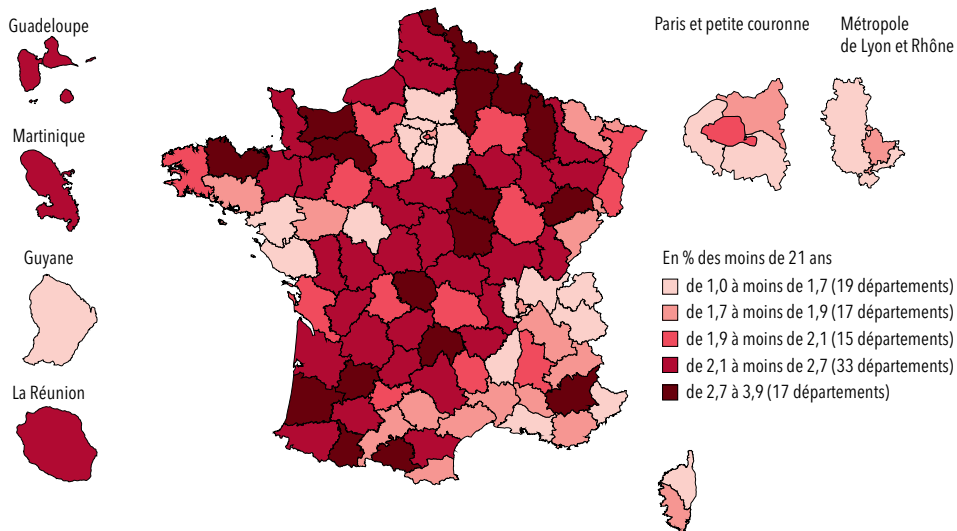 Guadeloupe
Martinique
Guyane
La Réunion
Paris et petite couronne
Métropole
de Lyon et Rhône
En % des moins de 21 ans
de 1,0 à moins de 1,7 (19 départements)
de 1,7 à moins de 1,9 (17 départements)
de 1,9 à moins de 2,1 (15 départements)
de 2,1 à moins de 2,7 (33 départements)
de 2,7 à 3,9 (17 départements)